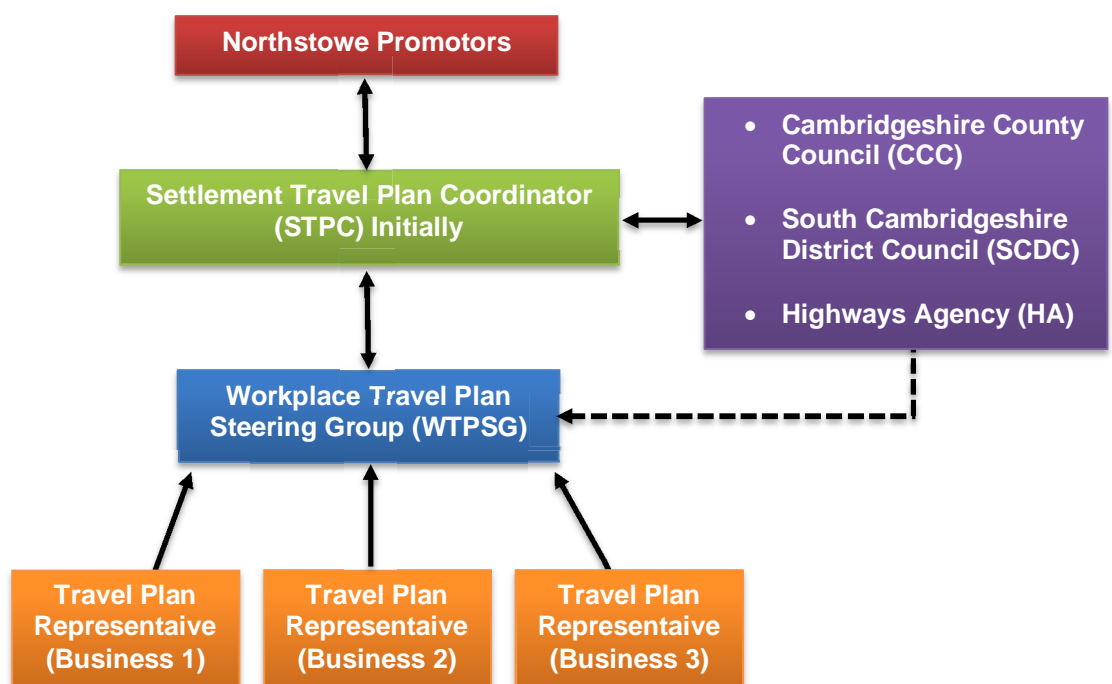 Northstowe Promotors
Settlement Travel Plan Coordinator
(STPC) Initially
• Cambridgeshire County
Council (CCC)
• South Cambridgeshire
District Council (SCDC)
• Highways Agency (HA)
Workplace Travel Plan
Steering Group (WTPSG)
Travel Plan
Representaive
(Business 1)
Travel Plan
Representaive
(Business 2)
Travel Plan
Representaive
(Business 3)